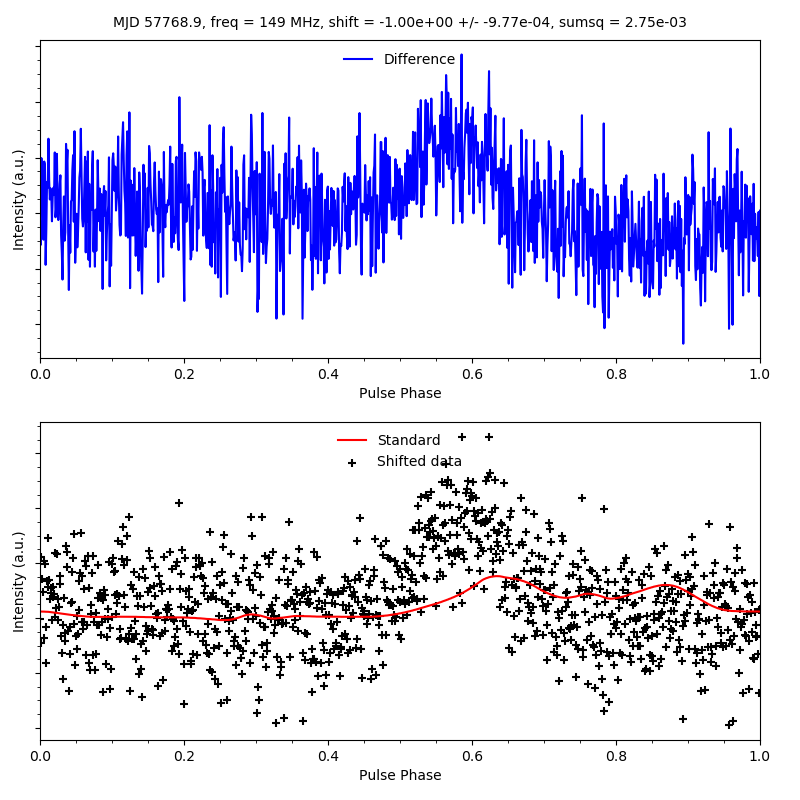 MJD 57768.9, freq = 149 MHz, shift = -1.00e+00 +/- -9.77e-04, sumsq = 2.75e-03
Difference
Intensity (a.u.)
0.0 0.2 0.4 0.6 0.8 1.0
Pulse Phase
Standard
Shifted data
Intensity (a.u.)
0.0 0.2 0.4 0.6 0.8 1.0
Pulse Phase